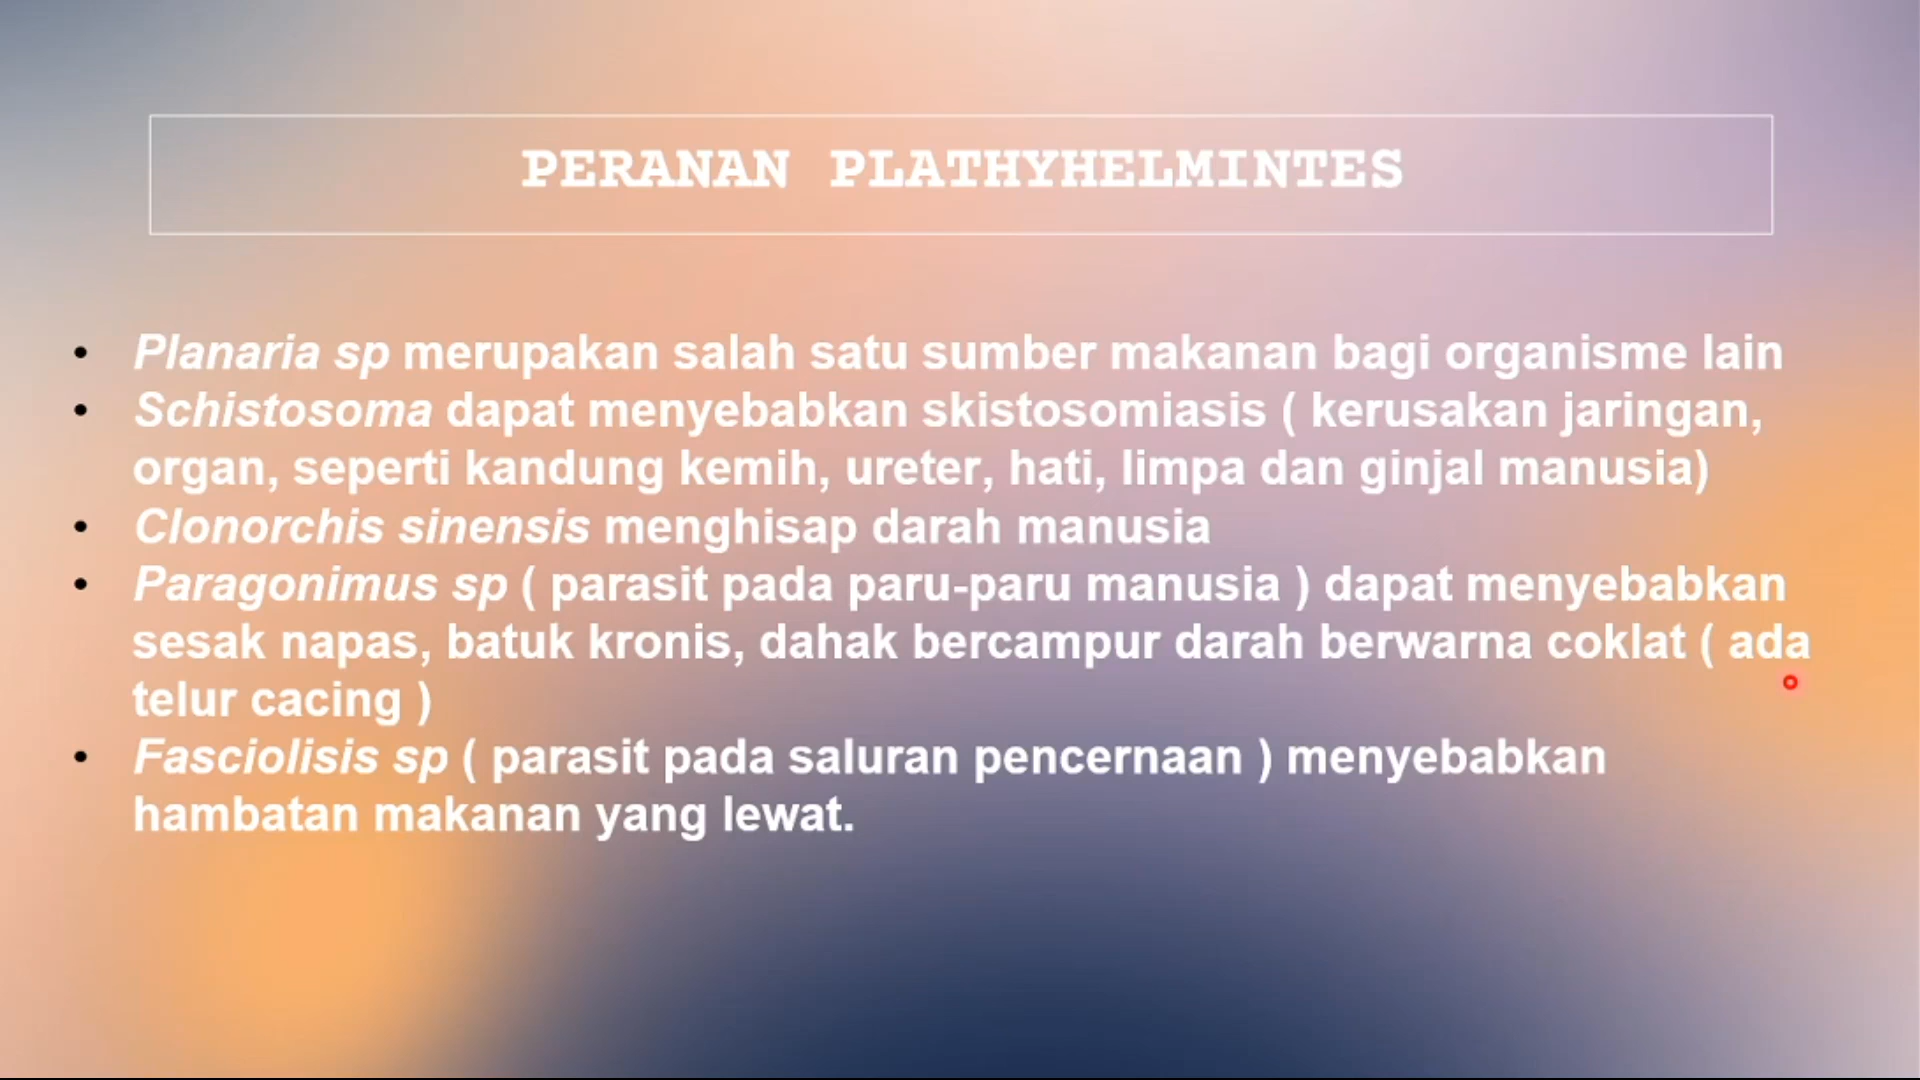 PERANAN PLATHYHELMINTES
• Planaria sp merupakan salah satu sumber makanan bagi organisme lain
• Schistosoma dapat menyebabkan skistosomiasis ( kerusakan jaringan,
organ, seperti kandung kemih, ureter, hati, limpa dan ginjal manusia)
• Clonorchis sinensis menghisap darah manusia
• Paragonimus sp ( parasit pada paru-paru manusia ) dapat menyebabkan
sesak napas, batuk kronis, dahak bercampur darah berwarna coklat ( ada
telur cacing )
• Fasciolisis sp ( parasit pada saluran pencernaan ) menyebabkan
hambatan makanan yang lewat.